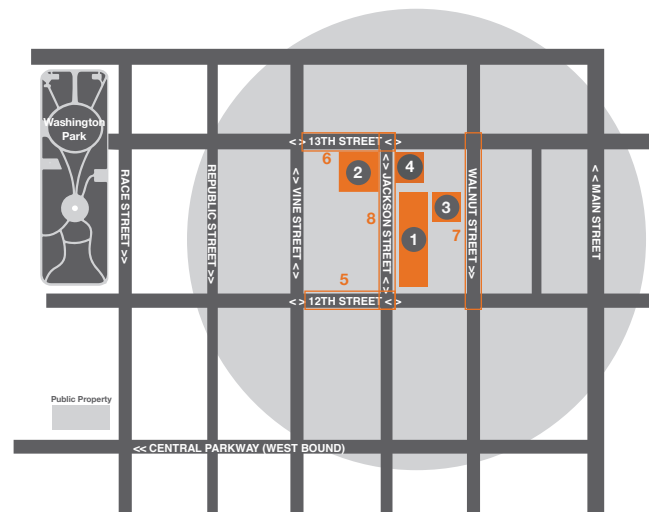 Washington
Park
< > 13TH STREET < >
6
2
4
3
1
8
7
5
RACE STREET >>
REPUBLIC STREET >>
< > VINE STREET < >
< > JACKSON STREET < >
WALNUT STREET >>
< < MAIN STREET
< > 12TH STREET < >
Public Property
<< CENTRAL PARKWAY (WEST BOUND)